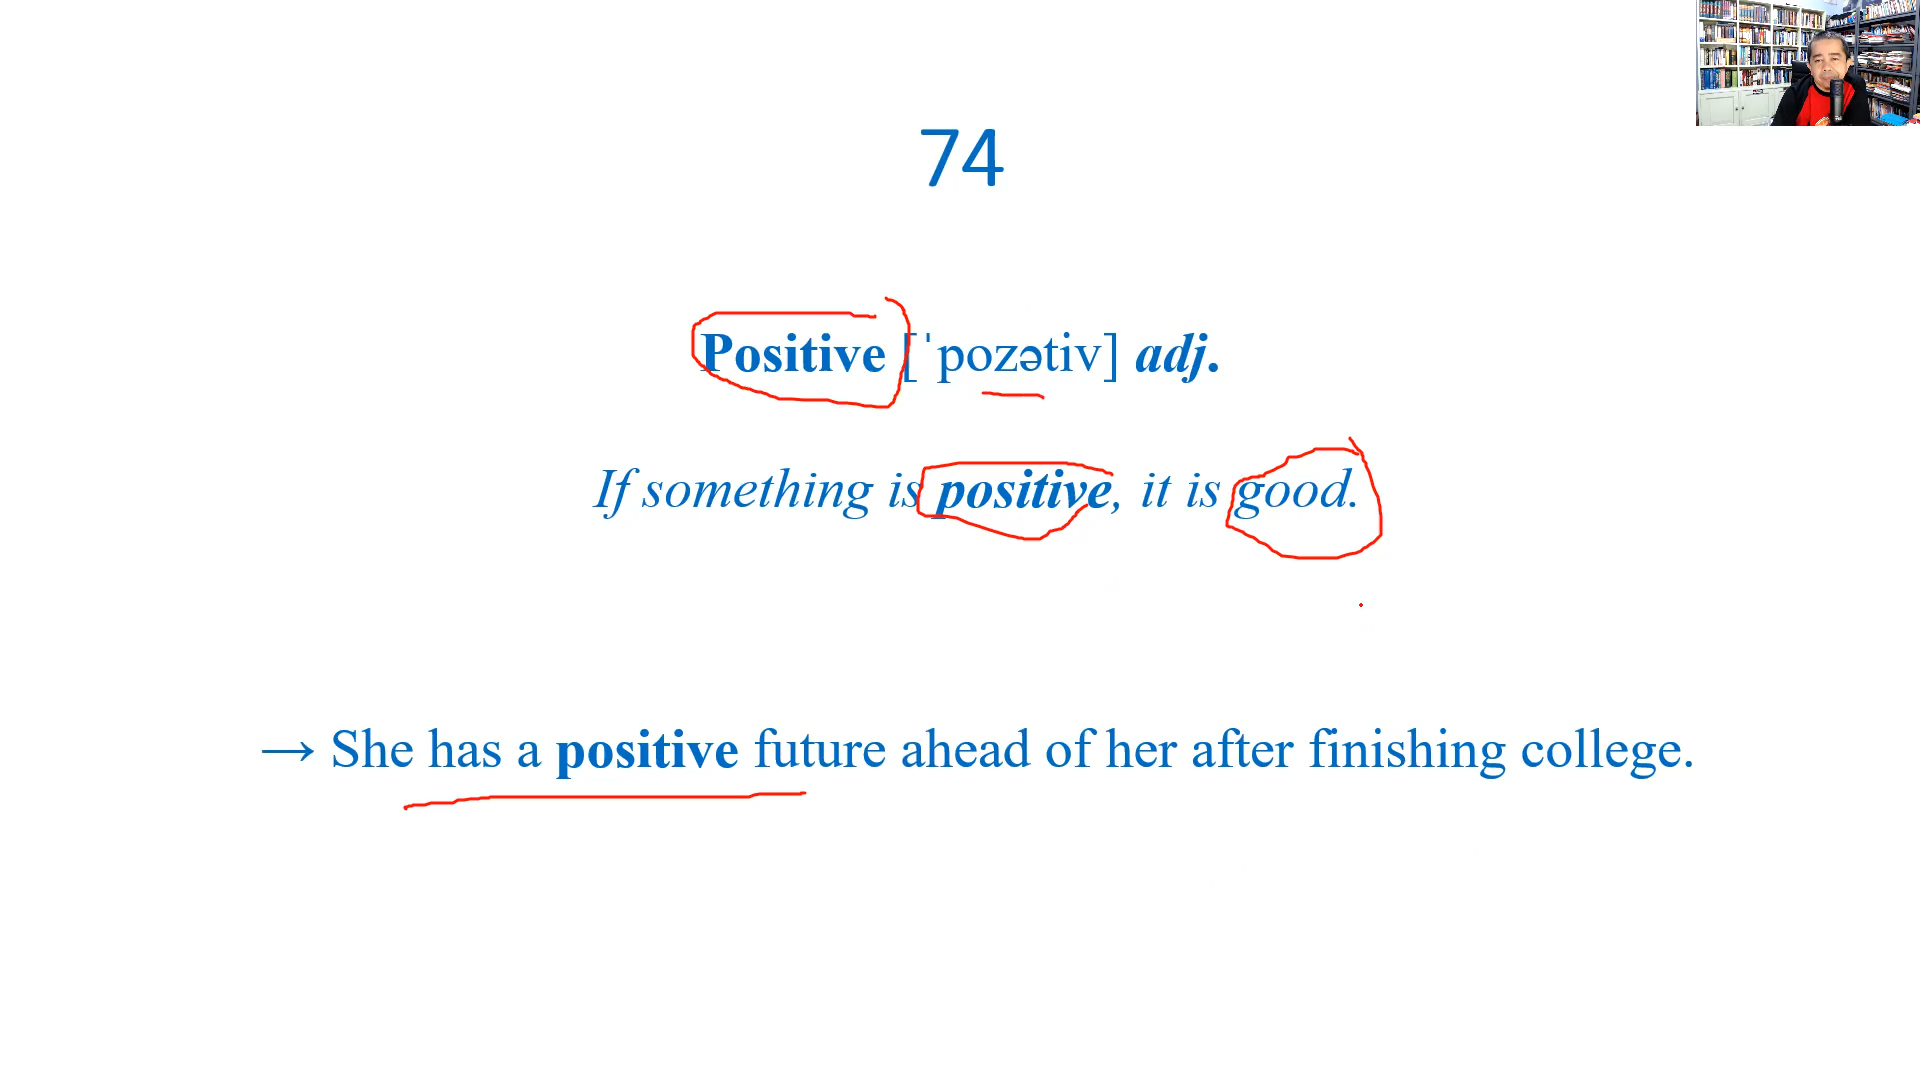 74
Positive [ˈpozətiv] adj.
If something is positive, it is good.
→ She has a positive future ahead of her after finishing college.